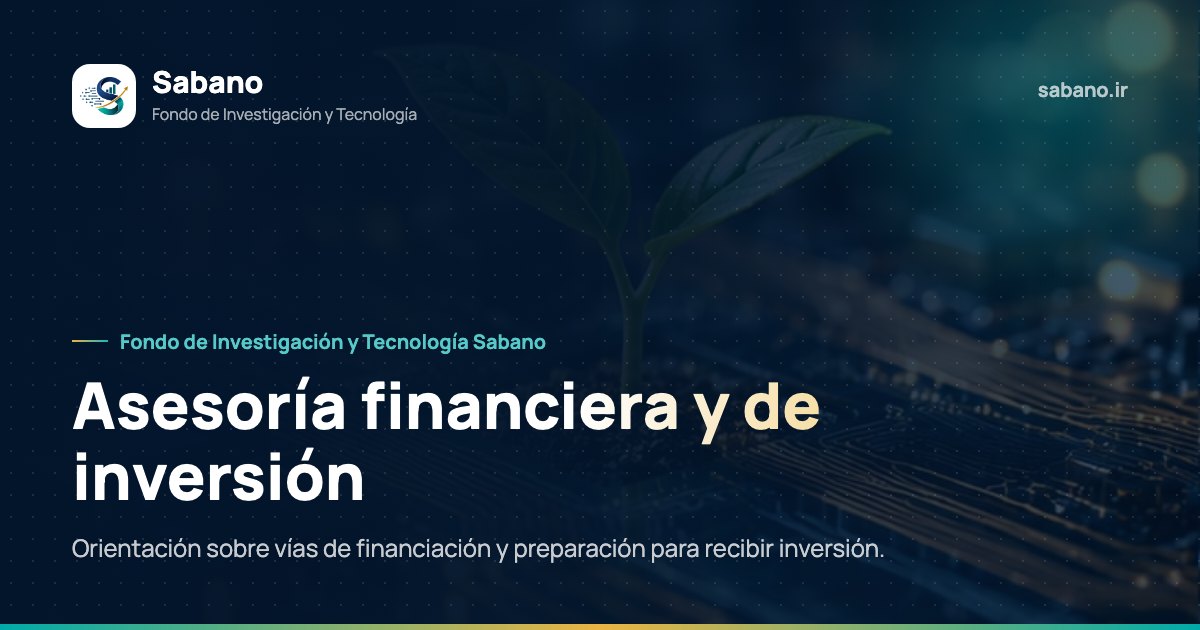 Sabano
Fondo de Investigación y Tecnología
sabano.ir
Fondo de Investigación y Tecnología Sabano
Asesoría financiera y de
inversión
Orientación sobre vías de financiación y preparación para recibir inversión.